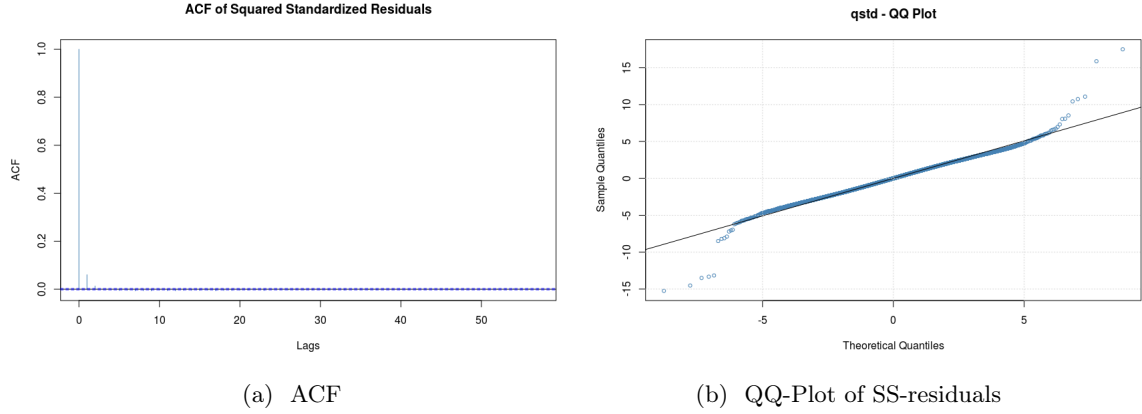 ACF of Squared Standardized Residuals
1.0
0.8
0.6
0.4
0.2
0.0
ACF
0 10 20 30 40 50
Lags
(a) ACF
qstd - QQ Plot
15
10
5
0
-5
-10
-15
Sample Quantiles
-5 0 5
Theoretical Quantiles
(b) QQ-Plot of SS-residuals